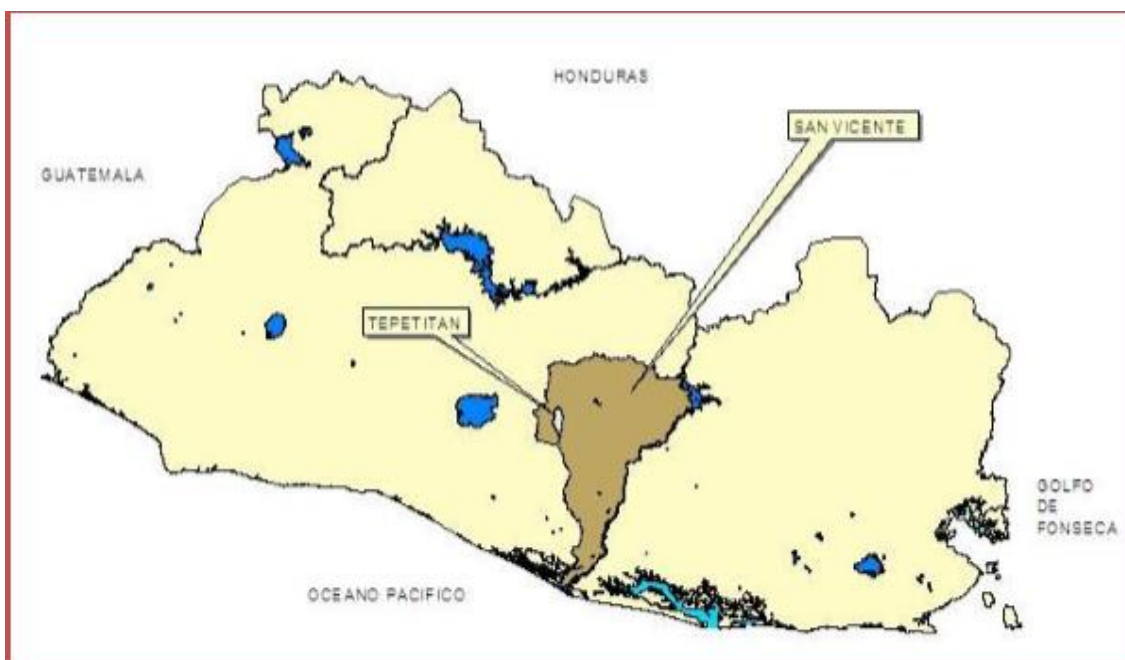 HONDURAS
SAN VICENTE
GUATEMALA
TEPETITAN
GOLFO
DE
FONSECA
OCEANO PACIFICO